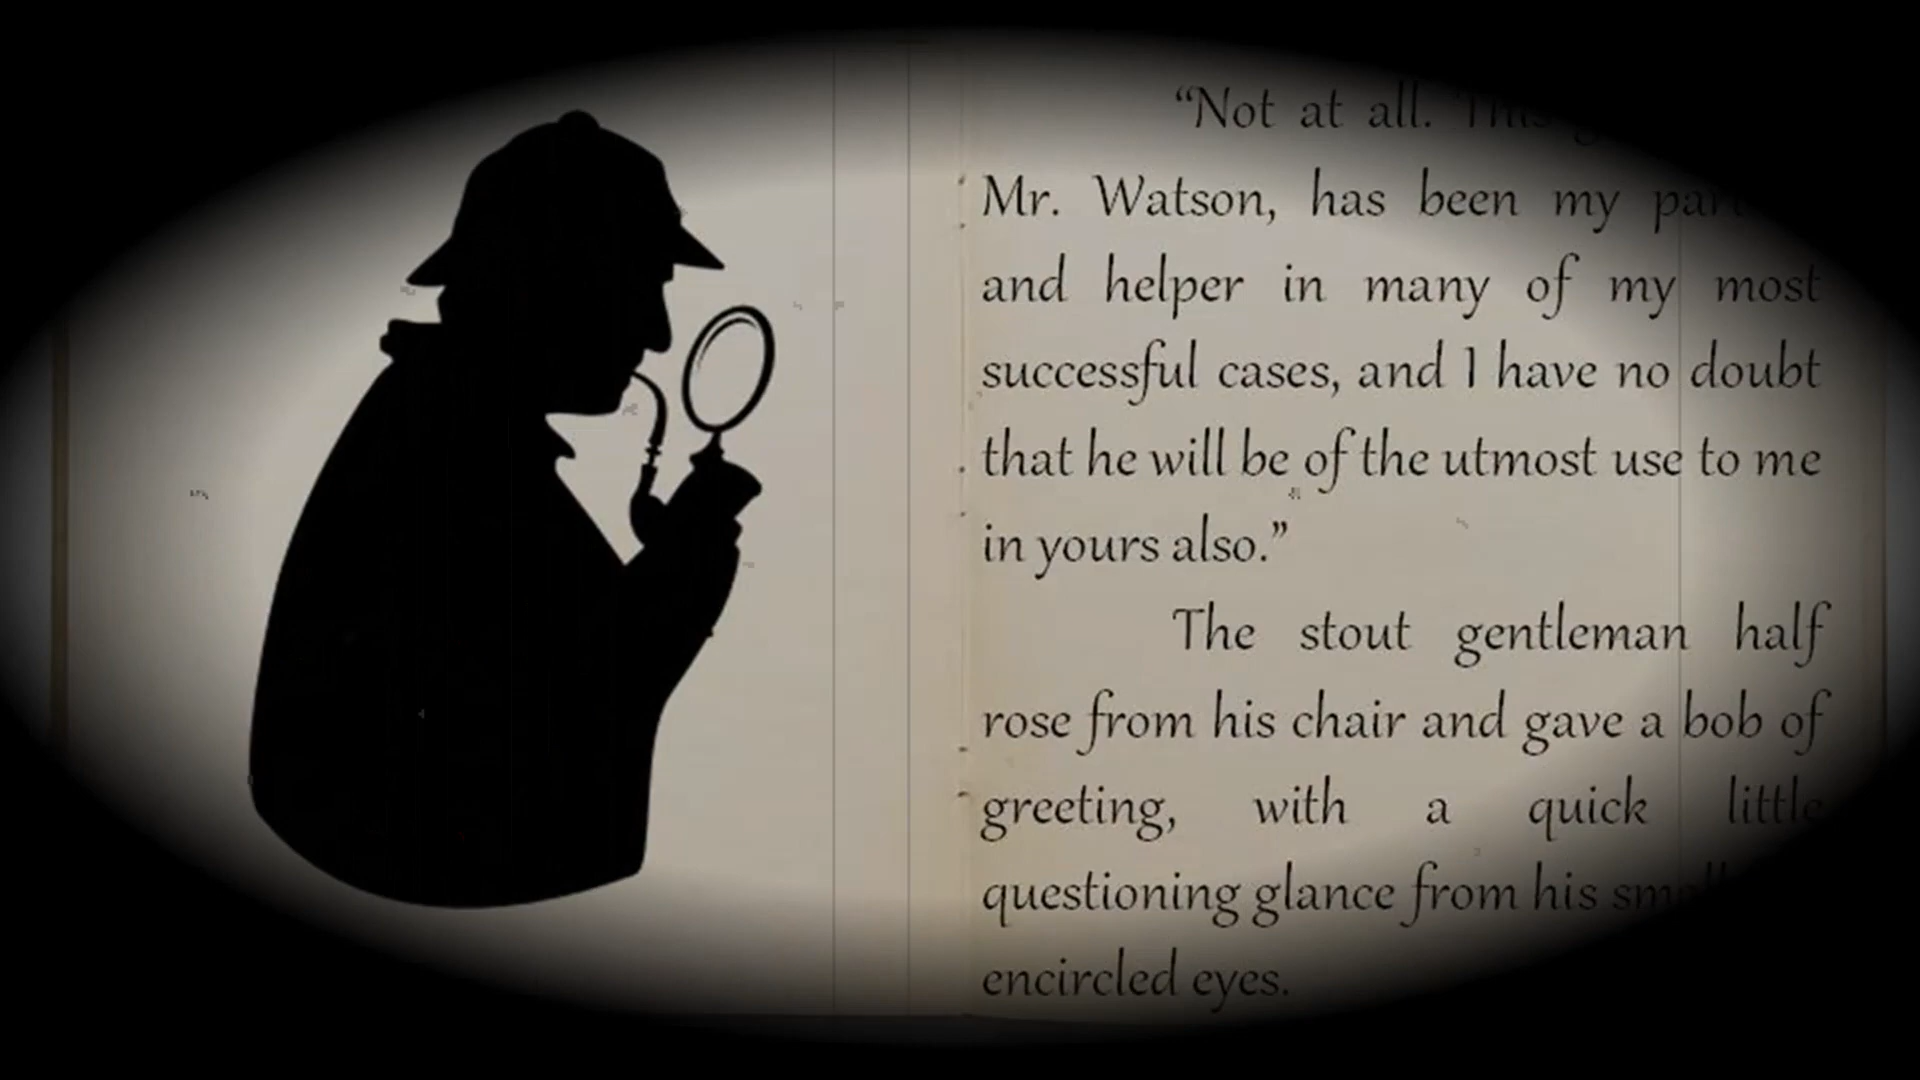 “Not at all. This
Mr. Watson, has been my
and helper in many of my most
successful cases, and I have no doubt
that he will be of the utmost use to me
in yours also.”
The stout gentleman half
rose from his chair and gave a bob of
greeting, with a quick little
questioning glance from his
encircled eyes.